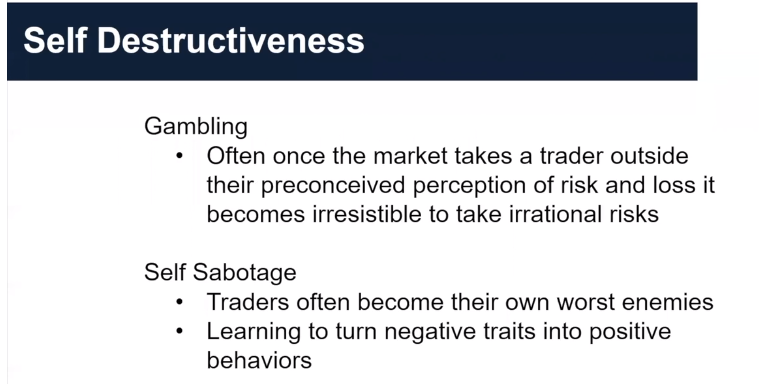 Self Destructiveness
Gambling
• Often once the market takes a trader outside
their preconceived perception of risk and loss it
becomes irresistible to take irrational risks
Self Sabotage
• Traders often become their own worst enemies
• Learning to turn negative traits into positive
behaviors